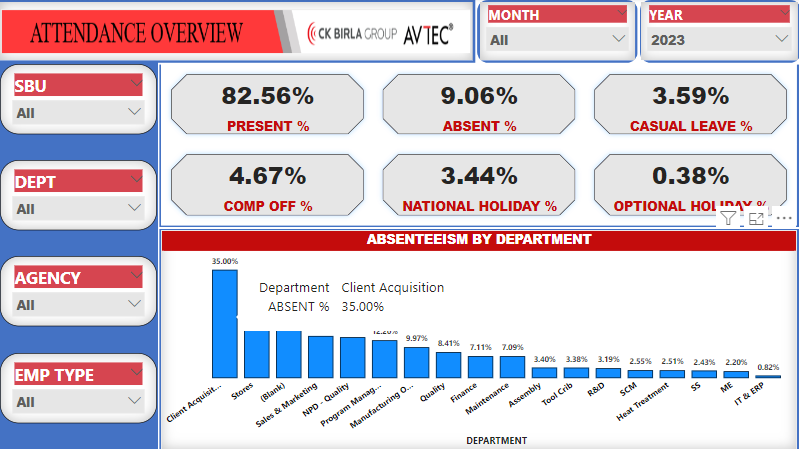 ATTENDANCE OVERVIEW
CK BIRLA GROUP AVTEC®
MONTH
All
YEAR
2023
SBU
All
DEPT
All
AGENCY
All
EMP TYPE
All
82.56%
PRESENT %
9.06%
ABSENT %
3.59%
CASUAL LEAVE %
4.67%
COMP OFF %
3.44%
NATIONAL HOLIDAY %
0.38%
OPTIONAL HOLIDAY %
ABSENTEEISM BY DEPARTMENT
35.00%
Department Client Acquisition
ABSENT % 35.00%
12.20%
9.97%
8.41%
7.11%
7.09%
3.40%
3.38%
3.19%
2.55%
2.51%
2.43%
2.20%
0.82%
Client Acquisit...
Stores
(Blank)
Sales & Marketing
NPD - Quality
Program Manag...
Manufacturing O...
Quality
Finance
Maintenance
Assembly
Tool Crib
R&D
SCM
Heat Treatment
SS
ME
IT & ERP
DEPARTMENT